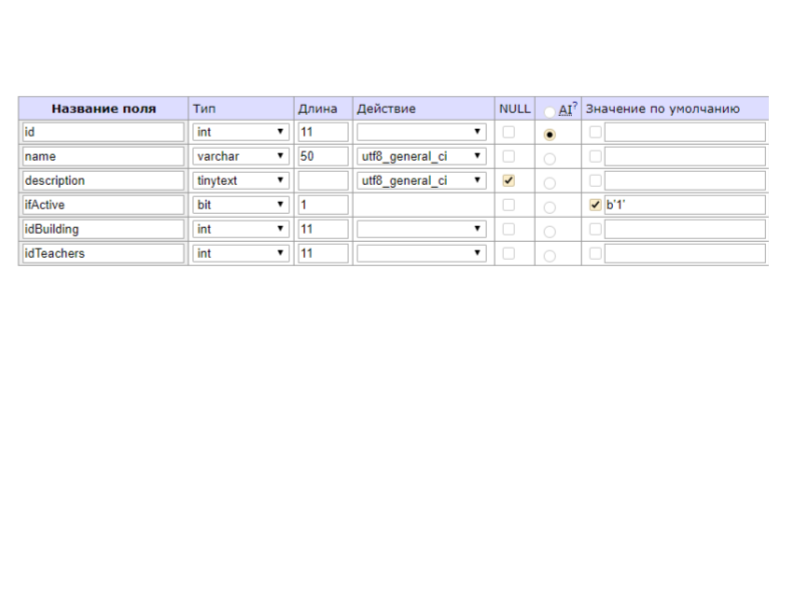 Название поля Тип Длина Действие NULL AI? Значение по умолчанию
id int 11
name varchar 50 utf8_general_ci
description tinytext utf8_general_ci
ifActive bit 1 b'1'
idBuilding int 11
idTeachers int 11